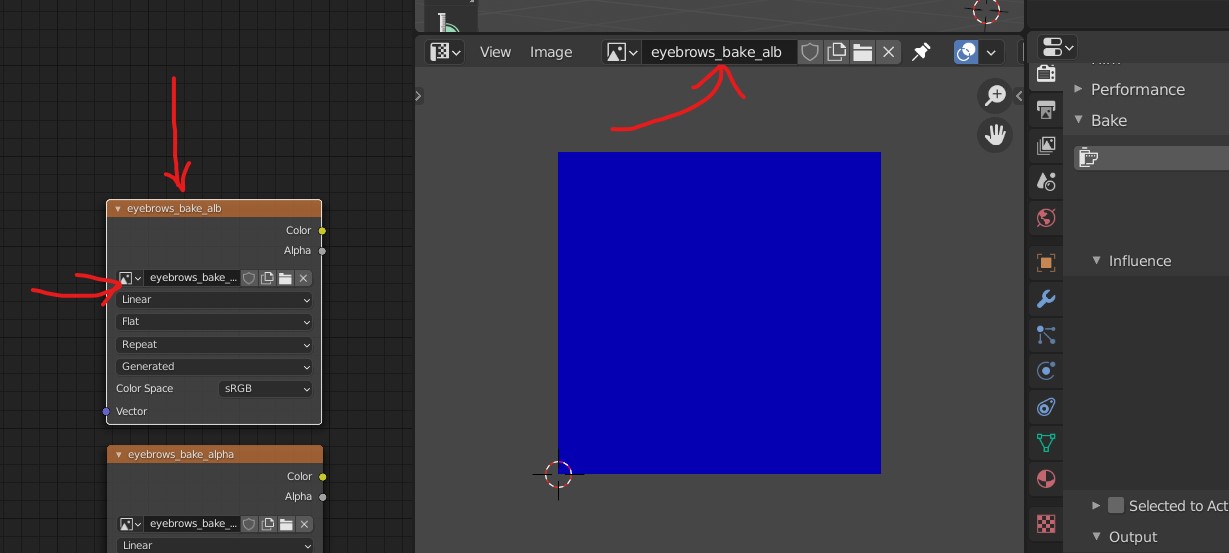 View Image eyebrows_bake_alb
Performance
Bake
eyebrows_bake_alb
Color
Alpha
eyebrows_bake_...
Linear
Flat
Repeat
Generated
Color Space sRGB
Vector
eyebrows_bake_alpha
Color
Alpha
eyebrows_bake_...
Linear
Influence
Selected to Act
Output